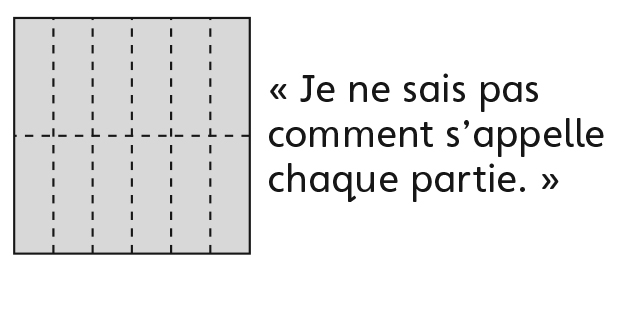 « Je ne sais pas
comment s’appelle
chaque partie. »